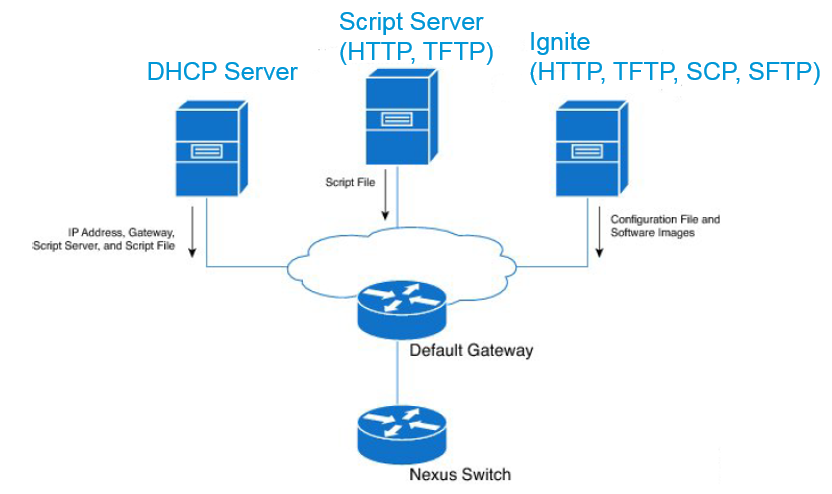 Script Server
(HTTP, TFTP)
Ignite
(HTTP, TFTP, SCP, SFTP)
DHCP Server
Script File
IP Address, Gateway,
Script Server, and Script File
Configuration File and
Software Images
Default Gateway
Nexus Switch